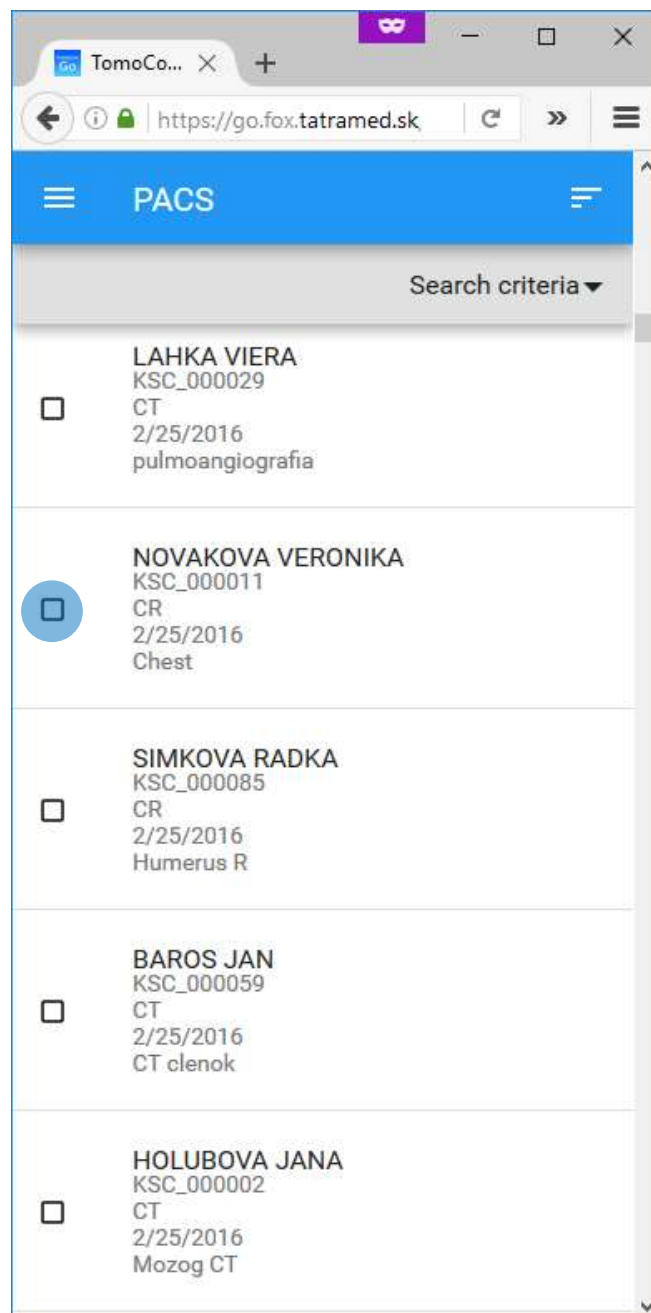 Go TomoCo...
https://go.fox.tatramed.sk
PACS
Search criteria
LAHKA VIERA
KSC_000029
CT
2/25/2016
pulmoangiografia
NOVAKOVA VERONIKA
KSC_000011
CR
2/25/2016
Chest
SIMKOVA RADKA
KSC_000085
CR
2/25/2016
Humerus R
BAROS JAN
KSC_000059
CT
2/25/2016
CT clenok
HOLUBOVA JANA
KSC_000002
CT
2/25/2016
Mozog CT